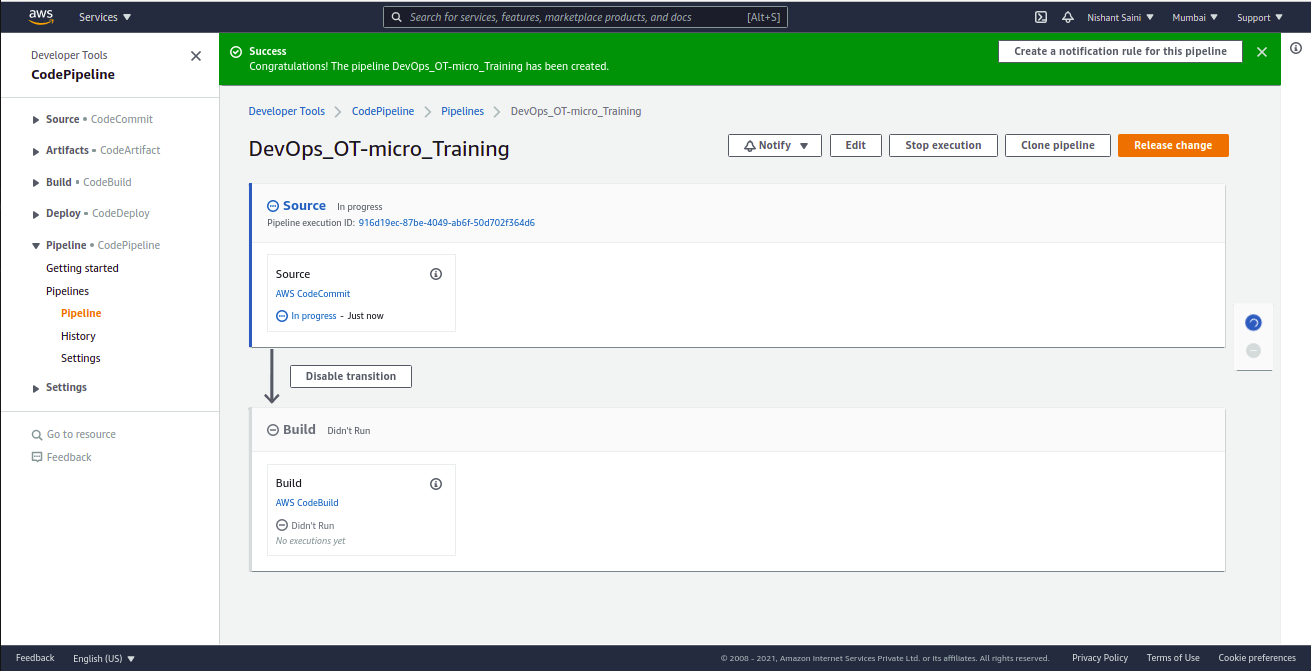 aws Services Search for services, features, marketplace products, and docs [Alt+S] Nishant Saini Mumbai Support
Developer Tools
CodePipeline
Success
Congratulations! The pipeline DevOps_OT-micro_Training has been created.
Create a notification rule for this pipeline
Source • CodeCommit
Artifacts • CodeArtifact
Build • CodeBuild
Deploy • CodeDeploy
Pipeline • CodePipeline
Getting started
Pipelines
Pipeline
History
Settings
Settings
Go to resource
Feedback
Developer Tools CodePipeline Pipelines DevOps_OT-micro_Training
DevOps_OT-micro_Training
Notify Edit Stop execution Clone pipeline Release change
Source In progress
Pipeline execution ID: 916d19ec-87be-4049-ab6f-50d702f364d6
Source
AWS CodeCommit
In progress - Just now
Disable transition
Build Didn't Run
Build
AWS CodeBuild
Didn't Run
No executions yet
Feedback English (US) © 2008 - 2021, Amazon Internet Services Private Ltd. or its affiliates. All rights reserved. Privacy Policy Terms of Use Cookie preferences